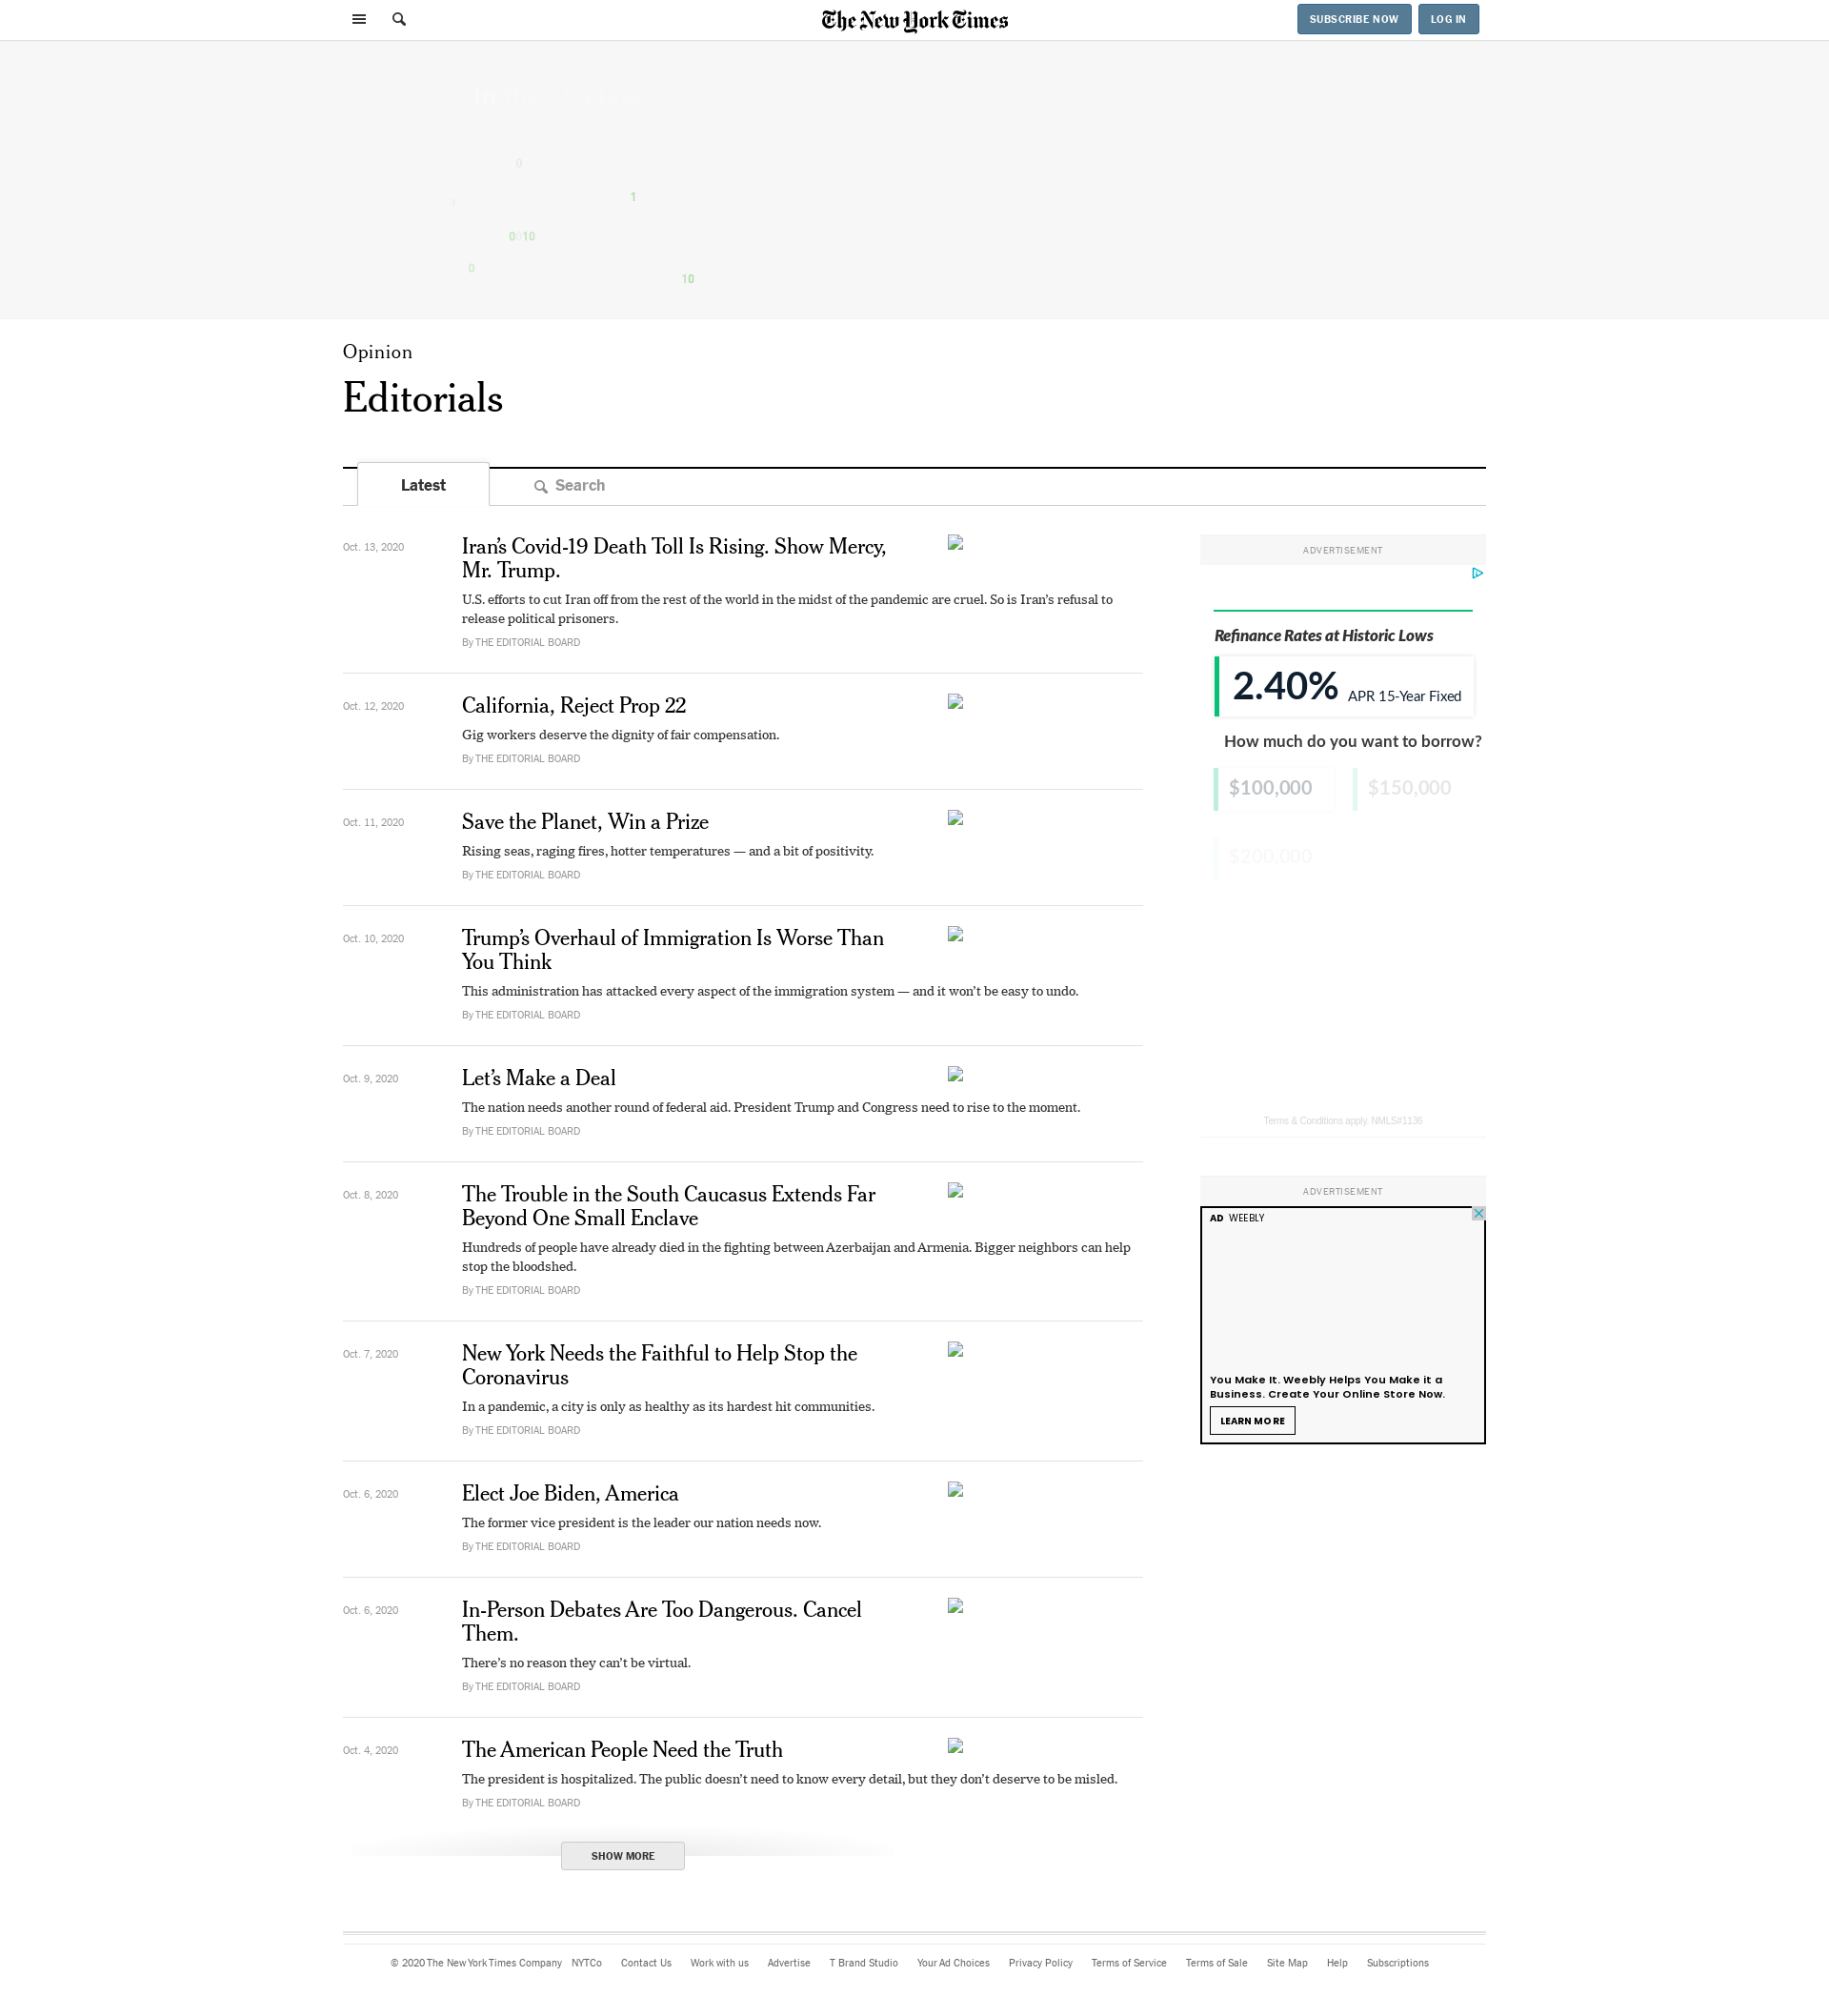 The New York Times
SUBSCRIBE NOW
LOG IN
0
1
0 10
0
10
Opinion
Editorials
Latest
Search
Oct. 13, 2020
Iran’s Covid-19 Death Toll Is Rising. Show Mercy,
Mr. Trump.
U.S. efforts to cut Iran off from the rest of the world in the midst of the pandemic are cruel. So is Iran’s refusal to
release political prisoners.
By THE EDITORIAL BOARD
Oct. 12, 2020
California, Reject Prop 22
Gig workers deserve the dignity of fair compensation.
By THE EDITORIAL BOARD
Oct. 11, 2020
Save the Planet, Win a Prize
Rising seas, raging fires, hotter temperatures — and a bit of positivity.
By THE EDITORIAL BOARD
Oct. 10, 2020
Trump’s Overhaul of Immigration Is Worse Than
You Think
This administration has attacked every aspect of the immigration system — and it won’t be easy to undo.
By THE EDITORIAL BOARD
Oct. 9, 2020
Let’s Make a Deal
The nation needs another round of federal aid. President Trump and Congress need to rise to the moment.
By THE EDITORIAL BOARD
Oct. 8, 2020
The Trouble in the South Caucasus Extends Far
Beyond One Small Enclave
Hundreds of people have already died in the fighting between Azerbaijan and Armenia. Bigger neighbors can help
stop the bloodshed.
By THE EDITORIAL BOARD
Oct. 7, 2020
New York Needs the Faithful to Help Stop the
Coronavirus
In a pandemic, a city is only as healthy as its hardest hit communities.
By THE EDITORIAL BOARD
Oct. 6, 2020
Elect Joe Biden, America
The former vice president is the leader our nation needs now.
By THE EDITORIAL BOARD
Oct. 6, 2020
In-Person Debates Are Too Dangerous. Cancel
Them.
There’s no reason they can’t be virtual.
By THE EDITORIAL BOARD
Oct. 4, 2020
The American People Need the Truth
The president is hospitalized. The public doesn’t need to know every detail, but they don’t deserve to be misled.
By THE EDITORIAL BOARD
SHOW MORE
ADVERTISEMENT
Refinance Rates at Historic Lows
2.40% APR 15-Year Fixed
How much do you want to borrow?
$100,000
$150,000
$200,000
Terms & Conditions apply. NMLS#1136
ADVERTISEMENT
AD WEEBLY
You Make It. Weebly Helps You Make it a
Business. Create Your Online Store Now.
LEARN MORE
© 2020 The New York Times Company NYTCo Contact Us Work with us Advertise T Brand Studio Your Ad Choices Privacy Policy Terms of Service Terms of Sale Site Map Help Subscriptions